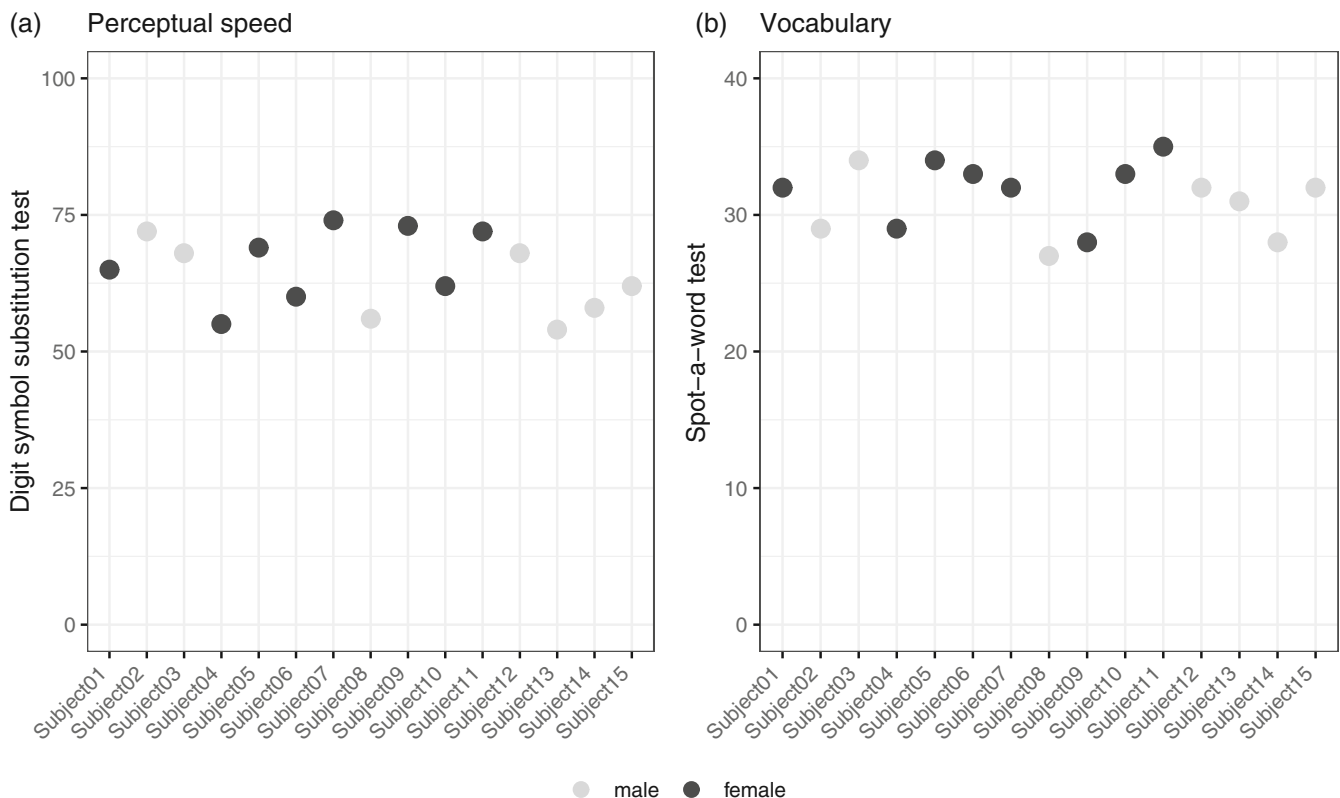 (a) Perceptual speed
Digit symbol substitution test
100
75
50
25
0
Subject01
Subject02
Subject03
Subject04
Subject05
Subject06
Subject07
Subject08
Subject09
Subject10
Subject11
Subject12
Subject13
Subject14
Subject15
(b) Vocabulary
Spot−a−word test
40
30
20
10
0
Subject01
Subject02
Subject03
Subject04
Subject05
Subject06
Subject07
Subject08
Subject09
Subject10
Subject11
Subject12
Subject13
Subject14
Subject15
male female